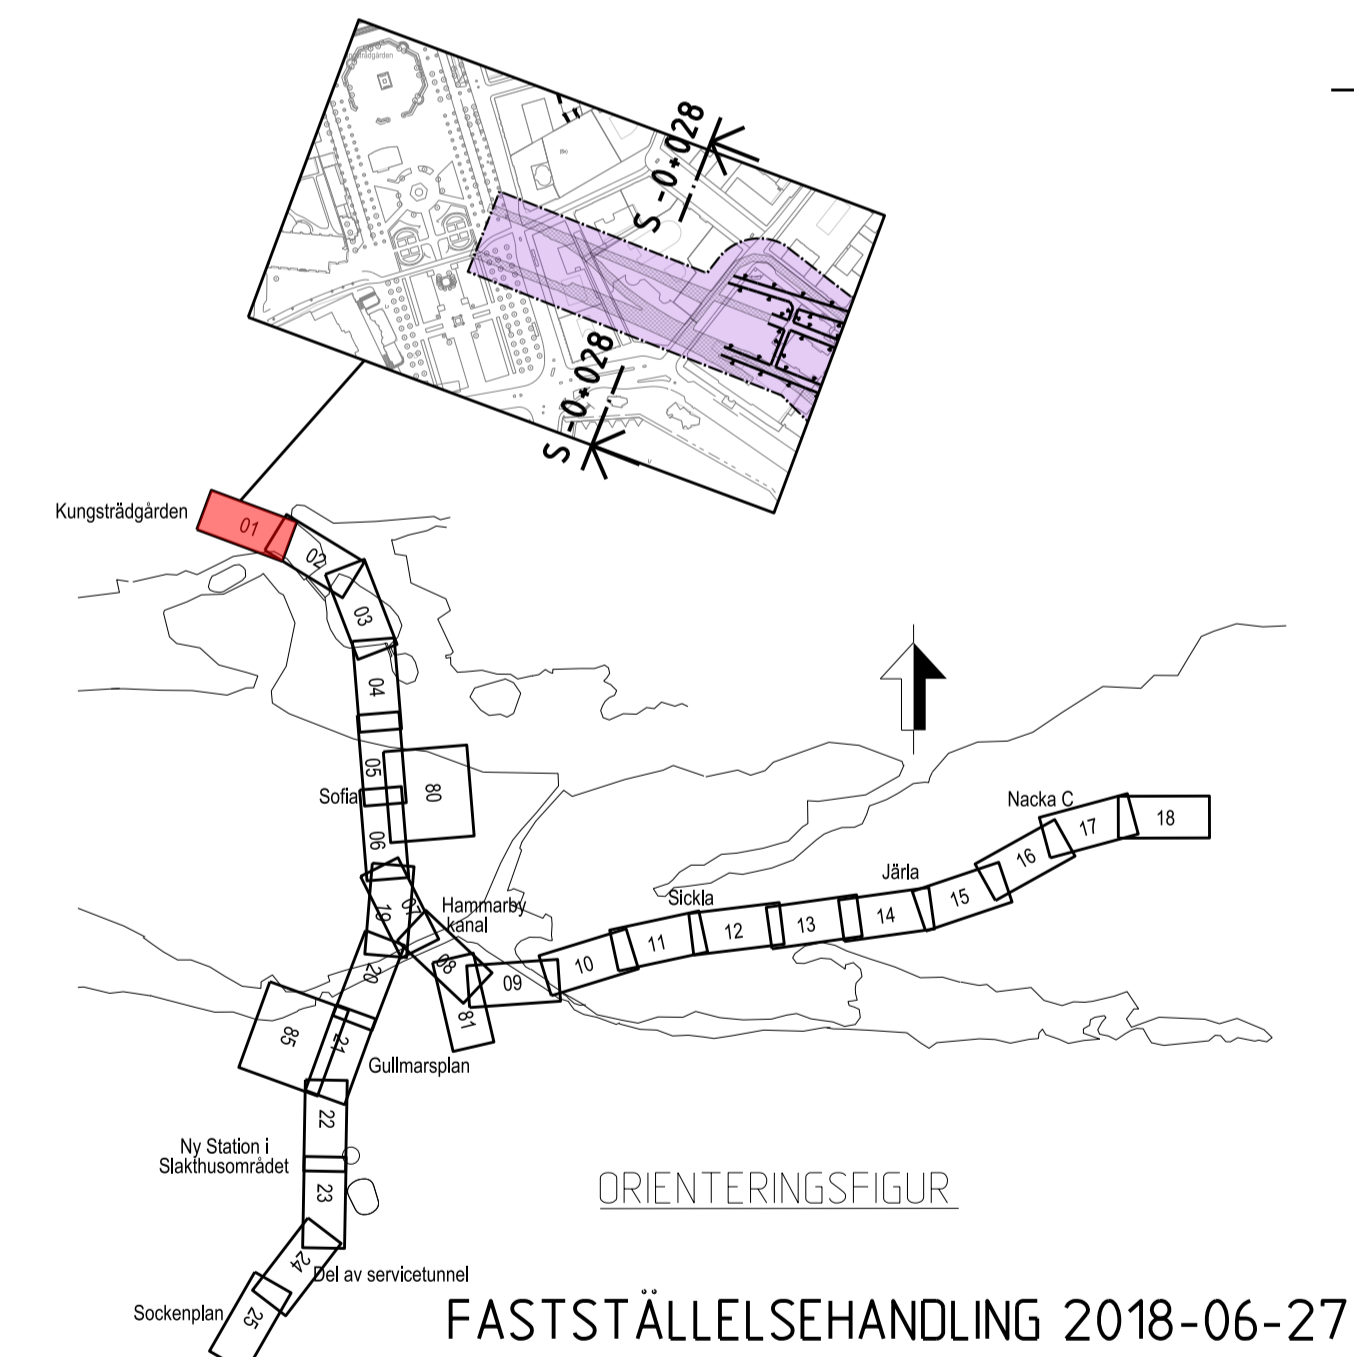 S -0+028
S -0+028
Kungsträdgården
01
02
03
04
05
Sofia
80
06
Nacka C
17
18
16
Järla
15
Sickla
14
13
12
11
10
19
07
Hammarby
kanal
08
09
20
81
85
21
Gullmarsplan
22
Ny Station i
Slakthusområdet
23
ORIENTERINGSFIGUR
24
Del av servicetunnel
Sockenplan
25
FASTSTÄLLELSEHANDLING 2018-06-27